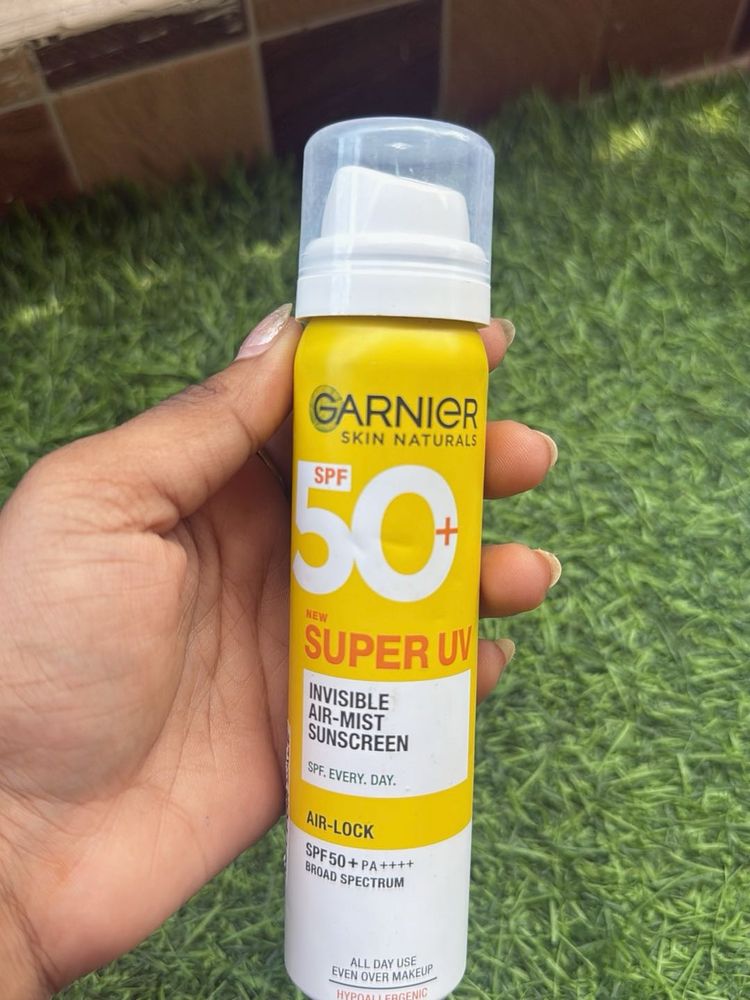 GARNIER
SKIN NATURALS
SPF
50+
NEW
SUPER UV
INVISIBLE
AIR-MIST
SUNSCREEN
SPF. EVERY. DAY.
AIR-LOCK
SPF50+PA++++
BROAD SPECTRUM
ALL DAY USE
EVEN OVER MAKEUP
HYPOALLERGENIC